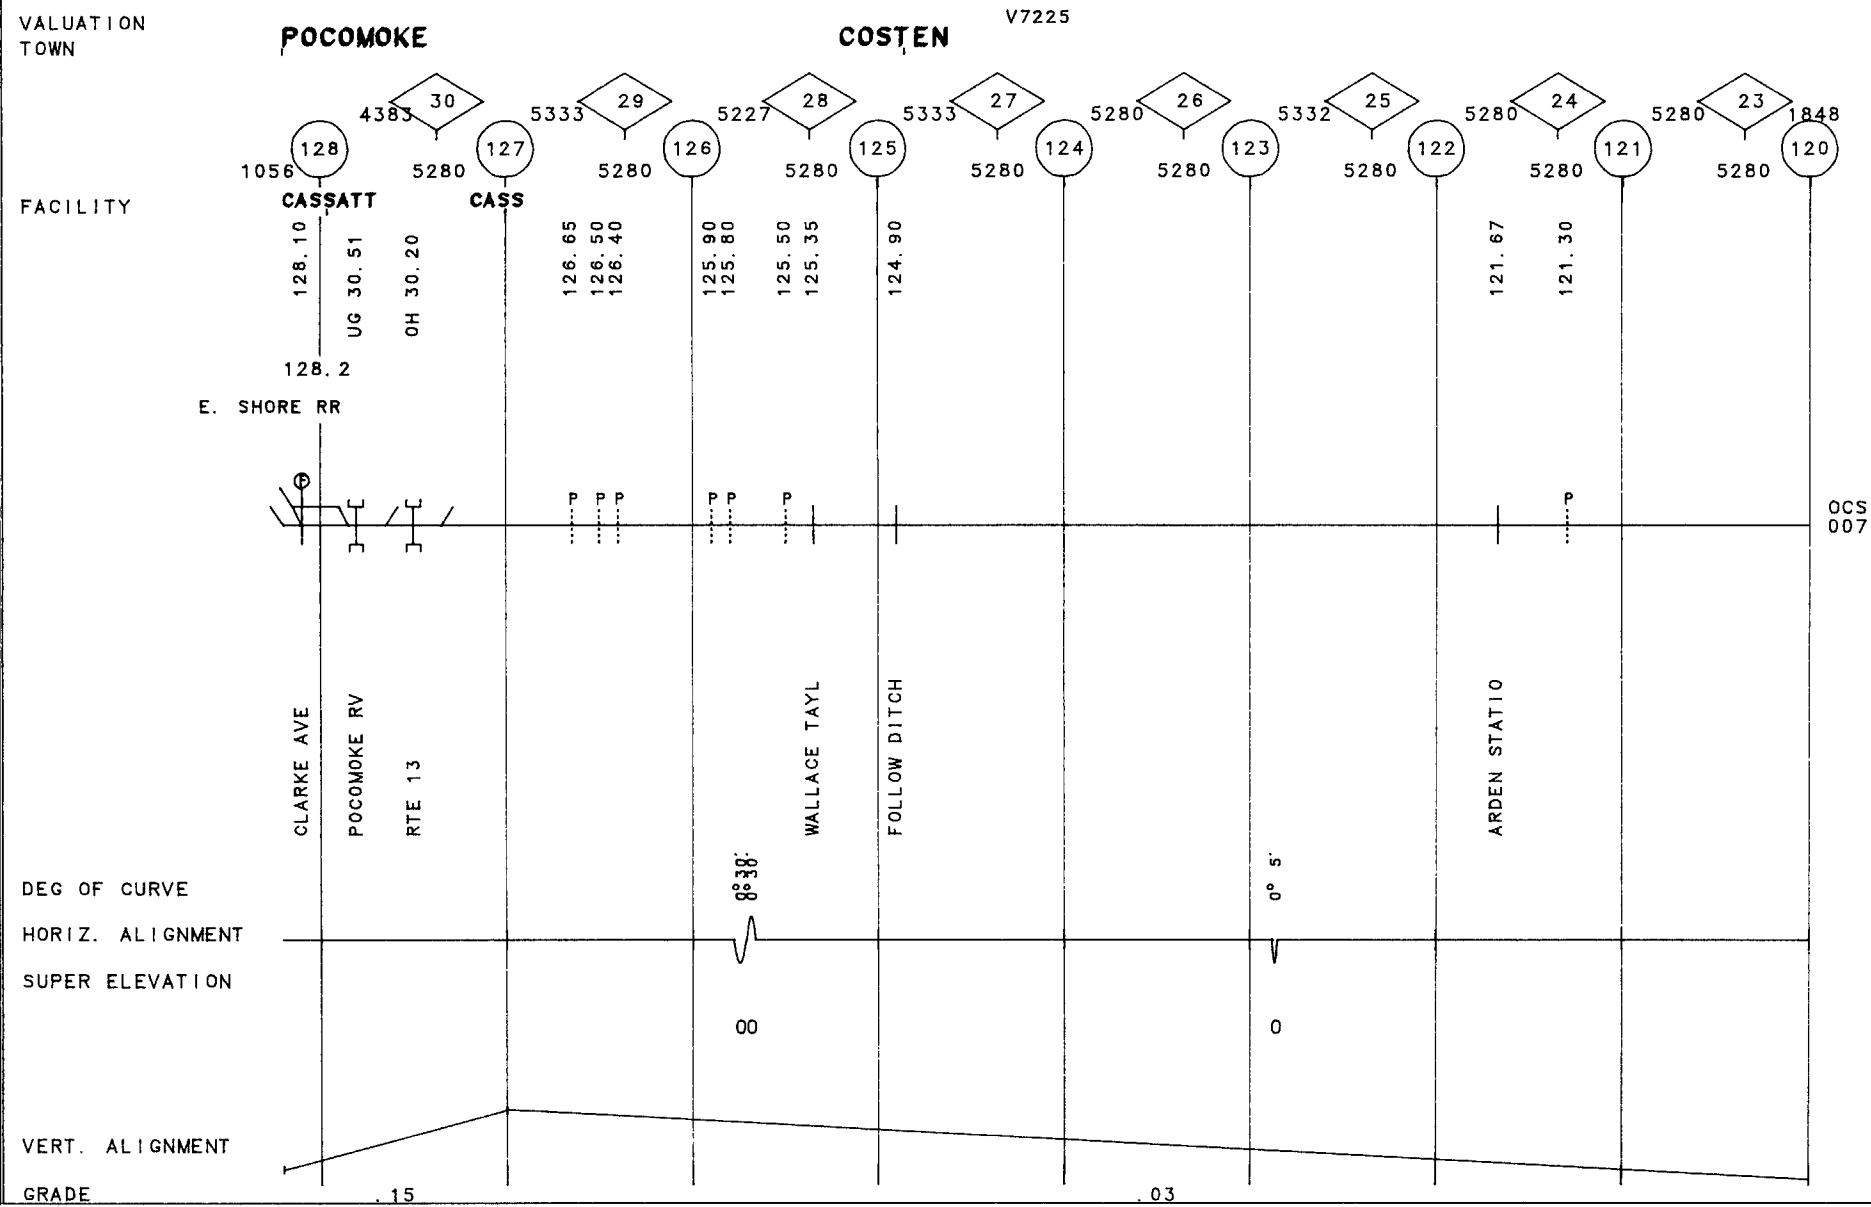 VALUATION V7225
TOWN POCOMOKE COSTEN
30 29 28 27 26 25 24 23
4383 5333 5227 5333 5280 5332 5280 5280 1848
128 127 126 125 124 123 122 121 120
1056 5280 5280 5280 5280 5280 5280 5280 5280
FACILITY CASSATT CASS
128.10
UG 30.51
OH 30.20
126.65
126.50
126.40
125.90
125.80
125.50
125.35
124.90
121.67
121.30
128.2
E. SHORE RR
F
P P P P P P P
OCS
007
CLARKE AVE
POCOMOKE RV
RTE 13
WALLACE TAYL
FOLLOW DITCH
ARDEN STATIO
DEG OF CURVE 0°30' 0°30' 0° 5'
HORIZ. ALIGNMENT
SUPER ELEVATION
00 0
VERT. ALIGNMENT
GRADE .15 .03